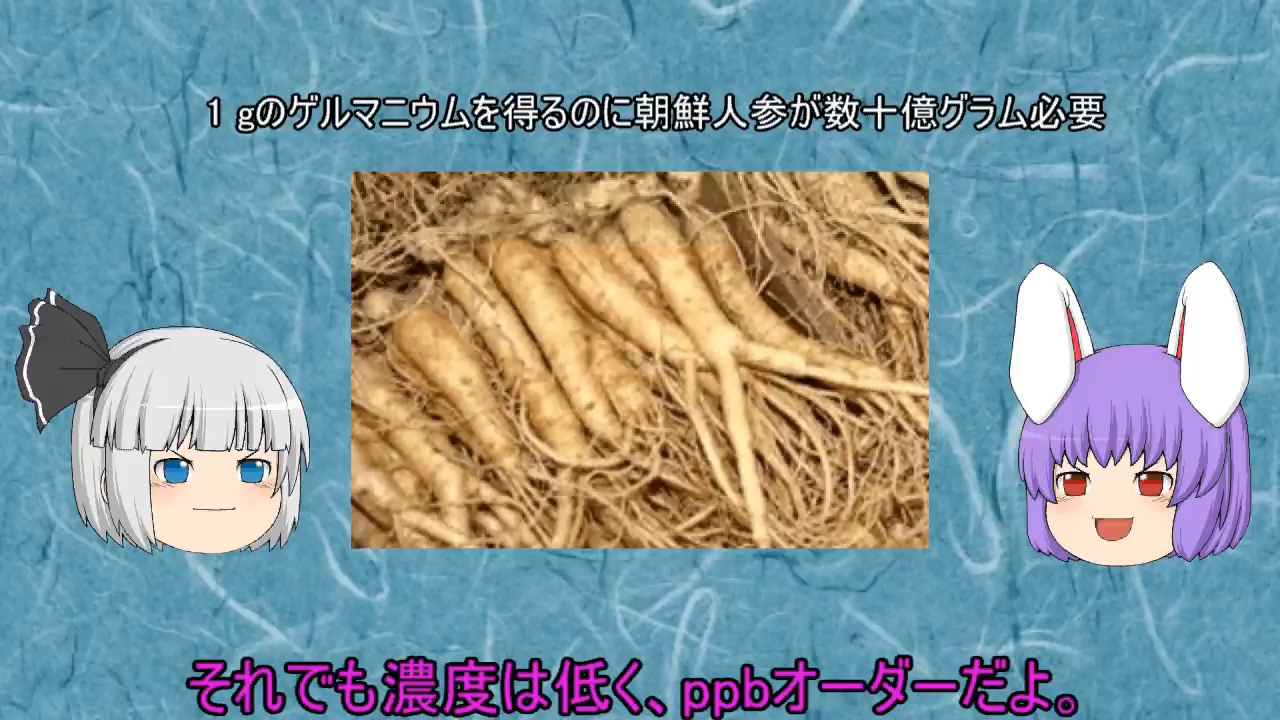 1 gのゲルマニウムを得るのに朝鮮人参が数十億グラム必要
それでも濃度は低く、ppbオーダーだよ。